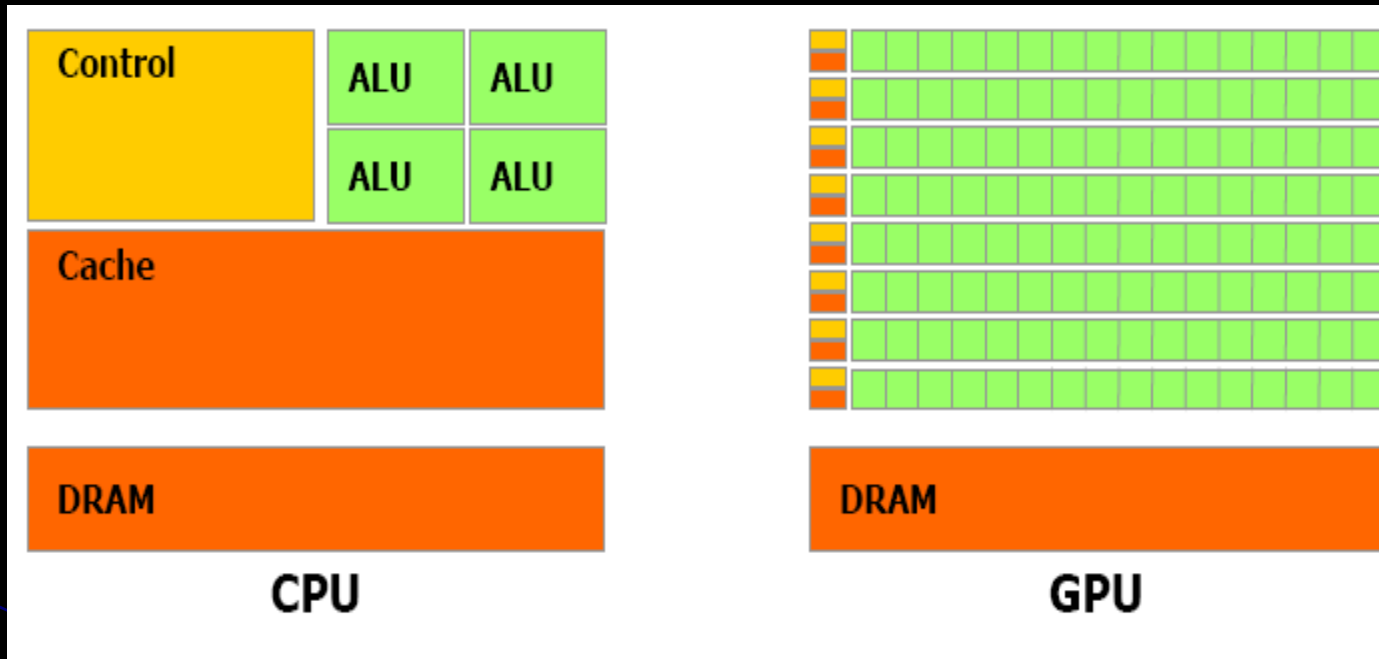 Control
ALU ALU
ALU ALU
Cache
DRAM
DRAM
CPU
GPU